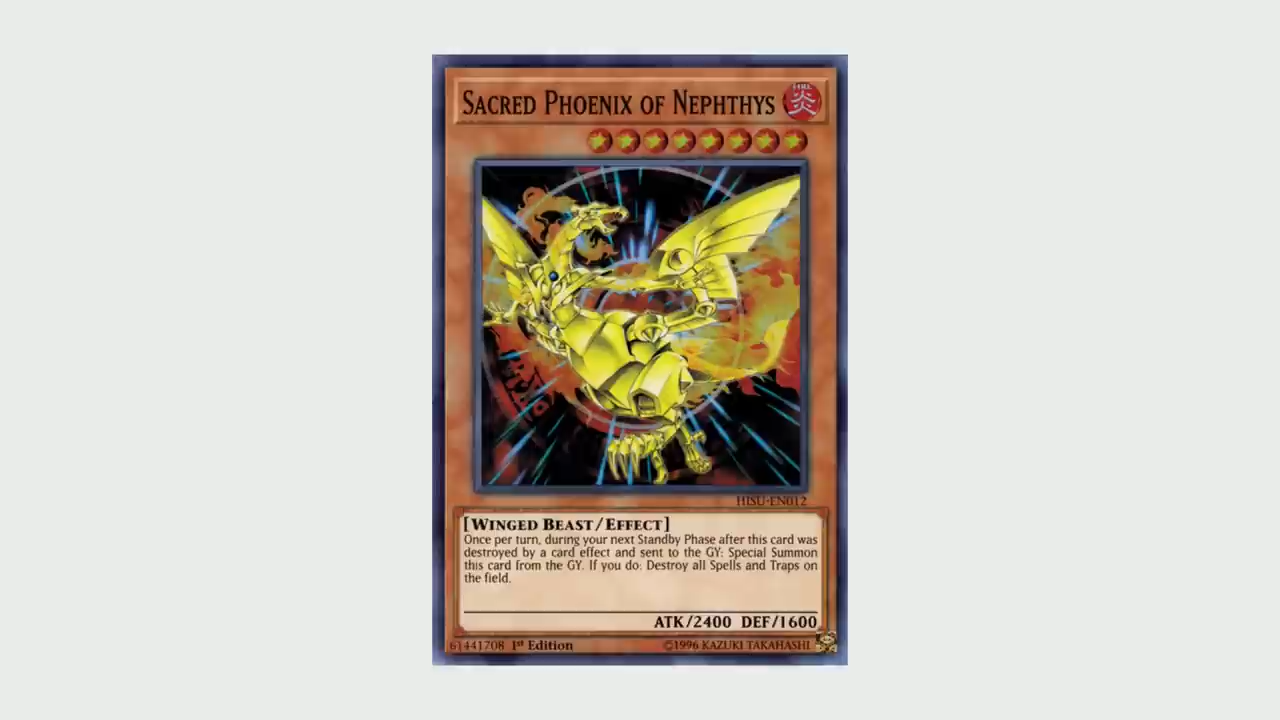 SACRED PHOENIX OF NEPHTHYS
FIRE
炎
HISU-EN012
[WINGED BEAST/EFFECT]
Once per turn, during your next Standby Phase after this card was
destroyed by a card effect and sent to the GY: Special Summon
this card from the GY. If you do: Destroy all Spells and Traps on
the field.
ATK/2400 DEF/1600
61441708 1st Edition
©1996 KAZUKI TAKAHASHI